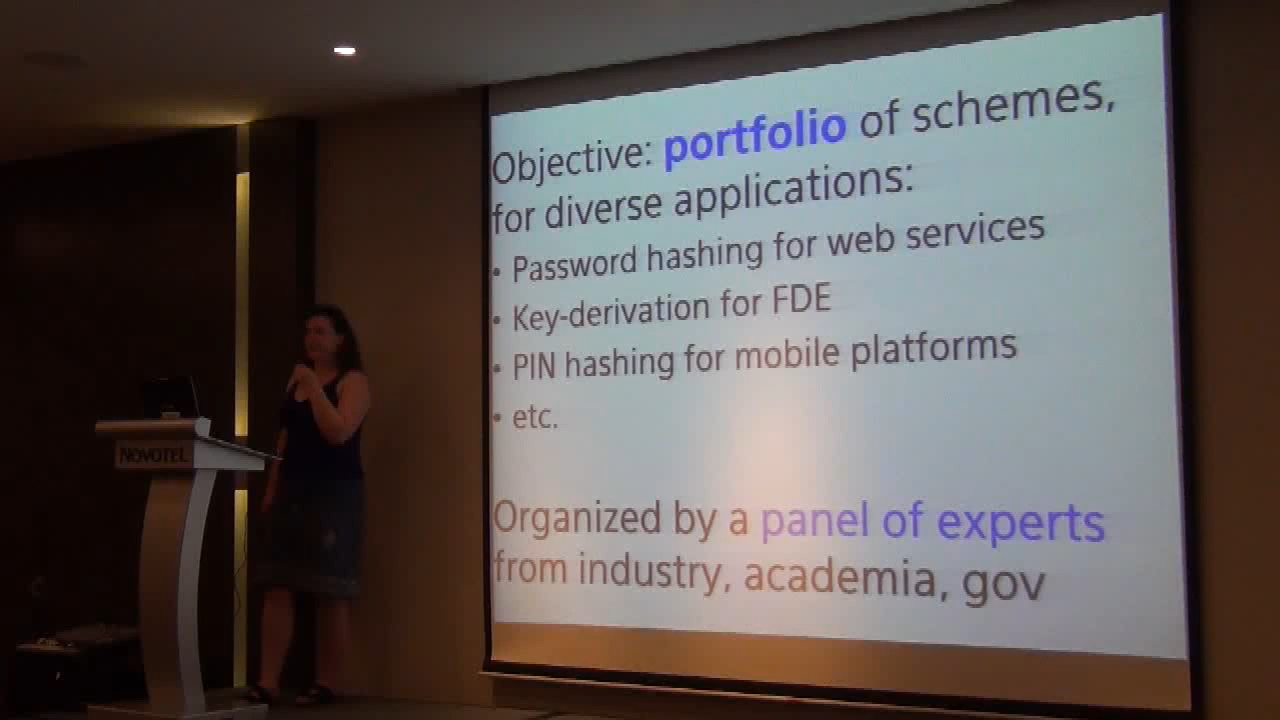 Objective: portfolio of schemes,
for diverse applications:
• Password hashing for web services
• Key-derivation for FDE
• PIN hashing for mobile platforms
• etc.
Organized by a panel of experts
from industry, academia, gov
NOVOTEL